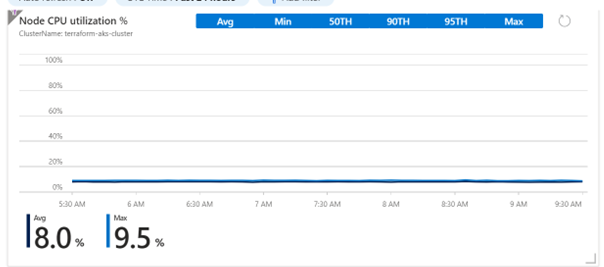 Node CPU utilization %
Avg Min 50TH 90TH 95TH Max
ClusterName: terraform-aks-cluster
100%
80%
60%
40%
20%
0%
5:30 AM 6 AM 6:30 AM 7 AM 7:30 AM 8 AM 8:30 AM 9 AM 9:30 AM
Avg
8.0 %
Max
9.5 %